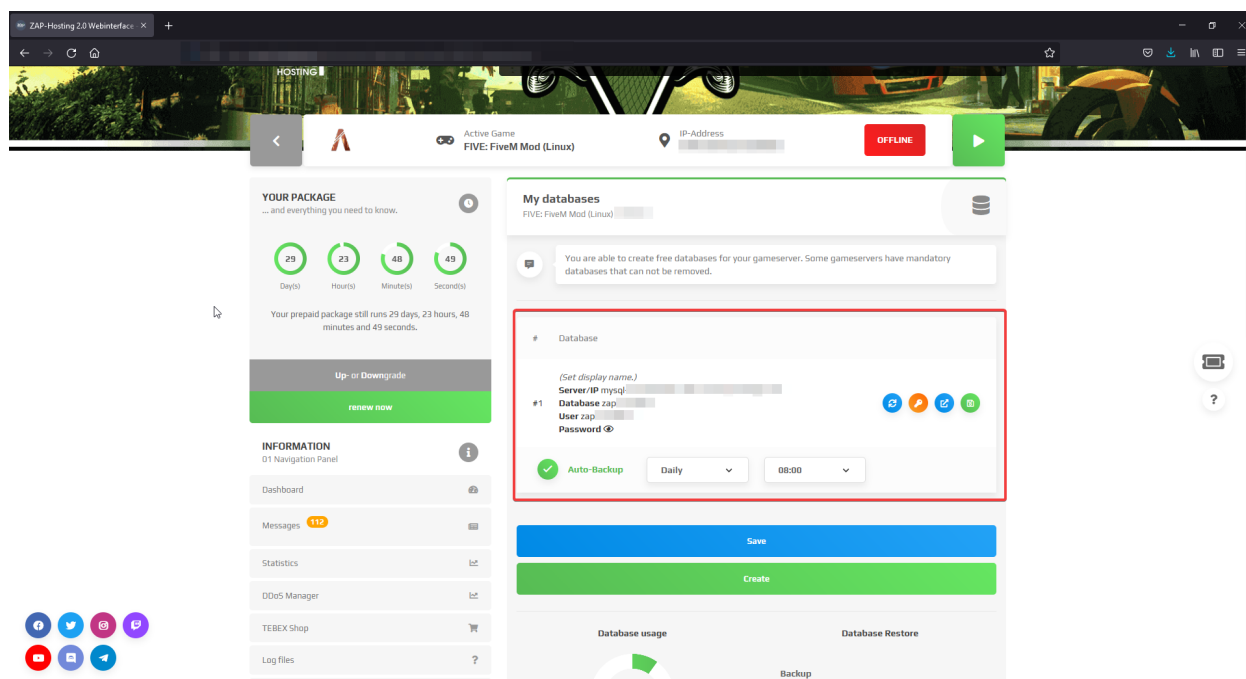 ZAP-Hosting 2.0 Webinterface
HOSTING
Active Game
FIVE: FiveM Mod (Linux)
IP-Address
OFFLINE
YOUR PACKAGE
... and everything you need to know.
29
23
48
49
Day(s)
Hour(s)
Minute(s)
Second(s)
Your prepaid package still runs 29 days, 23 hours, 48
minutes and 49 seconds.
Up- or Downgrade
renew now
INFORMATION
01 Navigation Panel
Dashboard
Messages 112
Statistics
DDoS Manager
TEBEX Shop
Log files
?
My databases
FIVE: FiveM Mod (Linux)
You are able to create free databases for your gameserver. Some gameservers have mandatory
databases that can not be removed.
# Database
(Set display name.)
Server/IP mysql-
#1 Database zap
User zap
Password
Auto-Backup Daily 08:00
Save
Create
Database usage
Database Restore
Backup
?